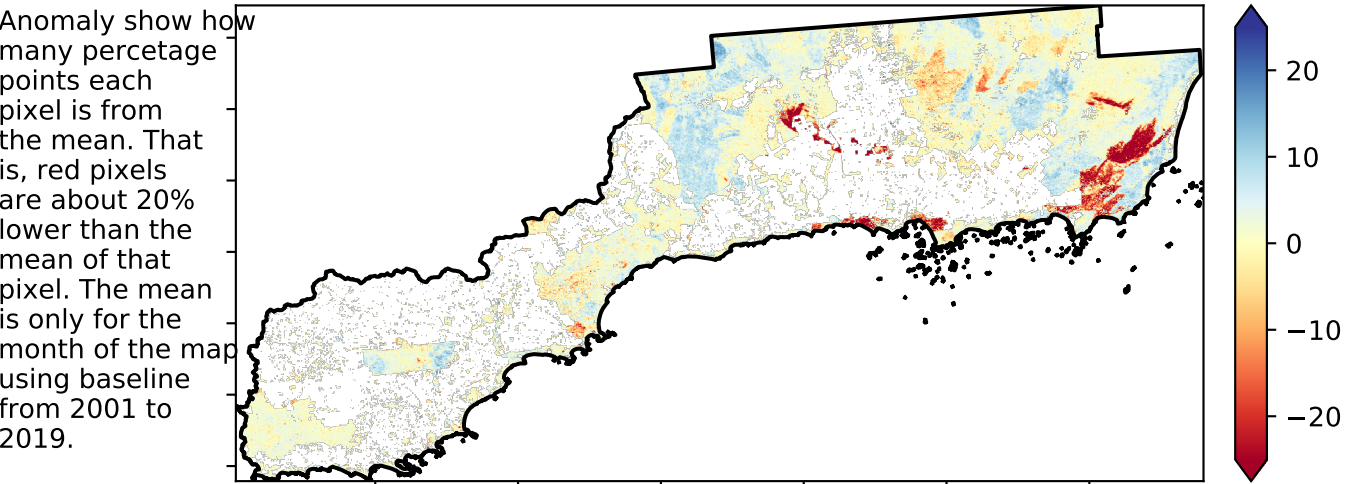 Anomaly show how
many percetage
points each
pixel is from
the mean. That
is, red pixels
are about 20%
lower than the
mean of that
pixel. The mean
is only for the
month of the map
using baseline
from 2001 to
2019.
20
10
0
−10
−20